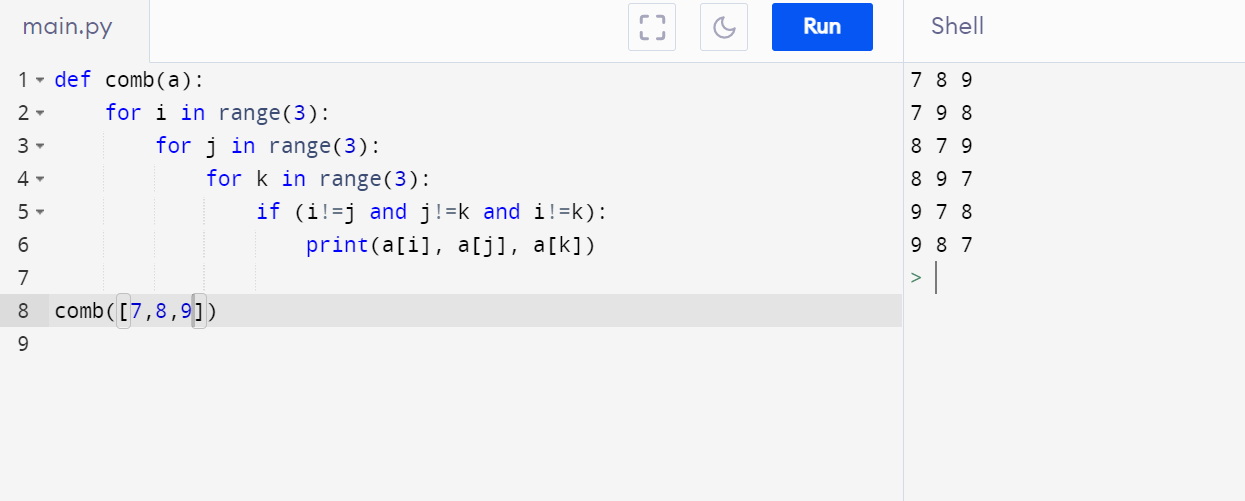 main.py
Run
Shell
1 def comb(a):
2     for i in range(3):
3         for j in range(3):
4             for k in range(3):
5                 if (i!=j and j!=k and i!=k):
6                     print(a[i], a[j], a[k])
7
8 comb([7,8,9])
9
7 8 9
7 9 8
8 7 9
8 9 7
9 7 8
9 8 7
>